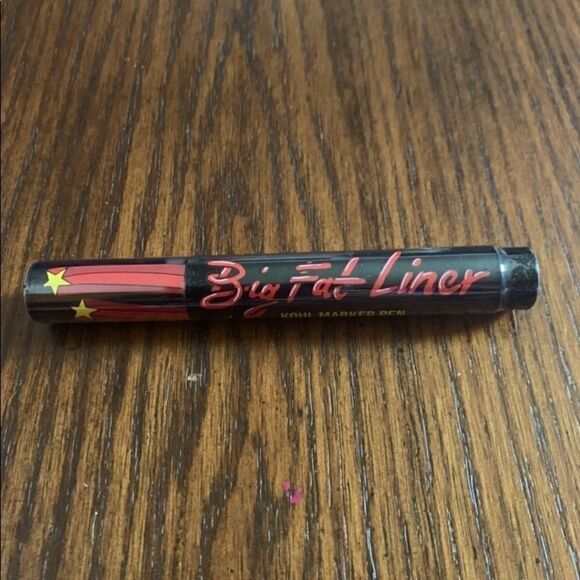 Big Fat Liner
KOHL MARKER PEN